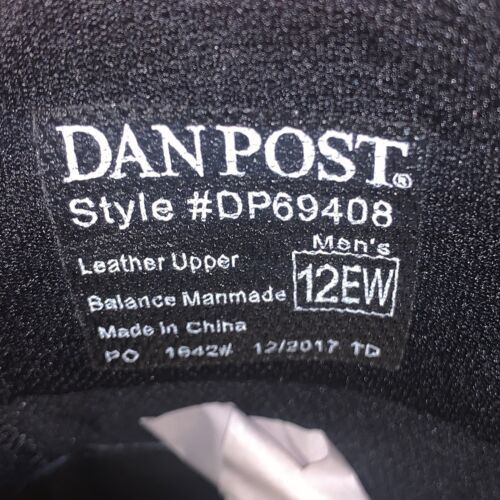 DAN POST®
Style #DP69408
Men's
Leather Upper
12EW
Balance Manmade
Made in China
PO 1642# 12/2017 TD